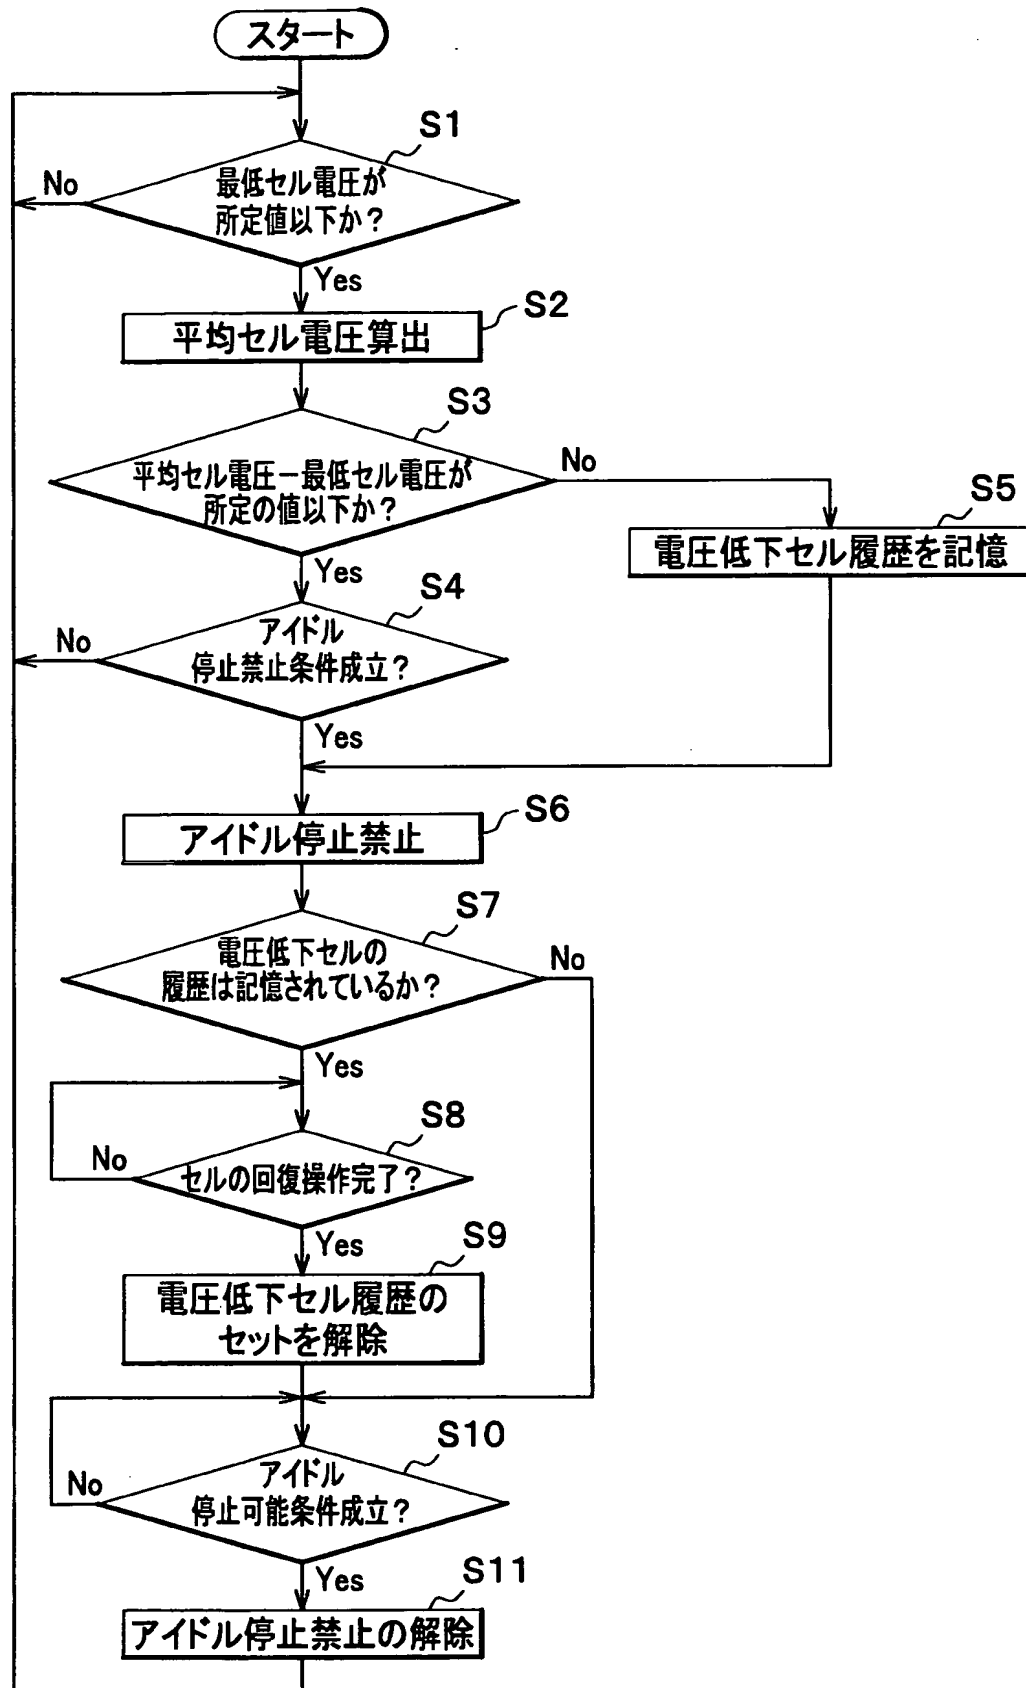 スタート
S1
最低セル電圧が
所定値以下か?
No
Yes
S2
平均セル電圧算出
S3
平均セル電圧−最低セル電圧が
所定の値以下か?
No
Yes
S5
電圧低下セル履歴を記憶
S4
アイドル
停止禁止条件成立?
No
Yes
S6
アイドル停止禁止
S7
電圧低下セルの
履歴は記憶されているか?
No
Yes
S8
セルの回復操作完了?
No
Yes
S9
電圧低下セル履歴の
セットを解除
S10
アイドル
停止可能条件成立?
No
Yes
S11
アイドル停止禁止の解除